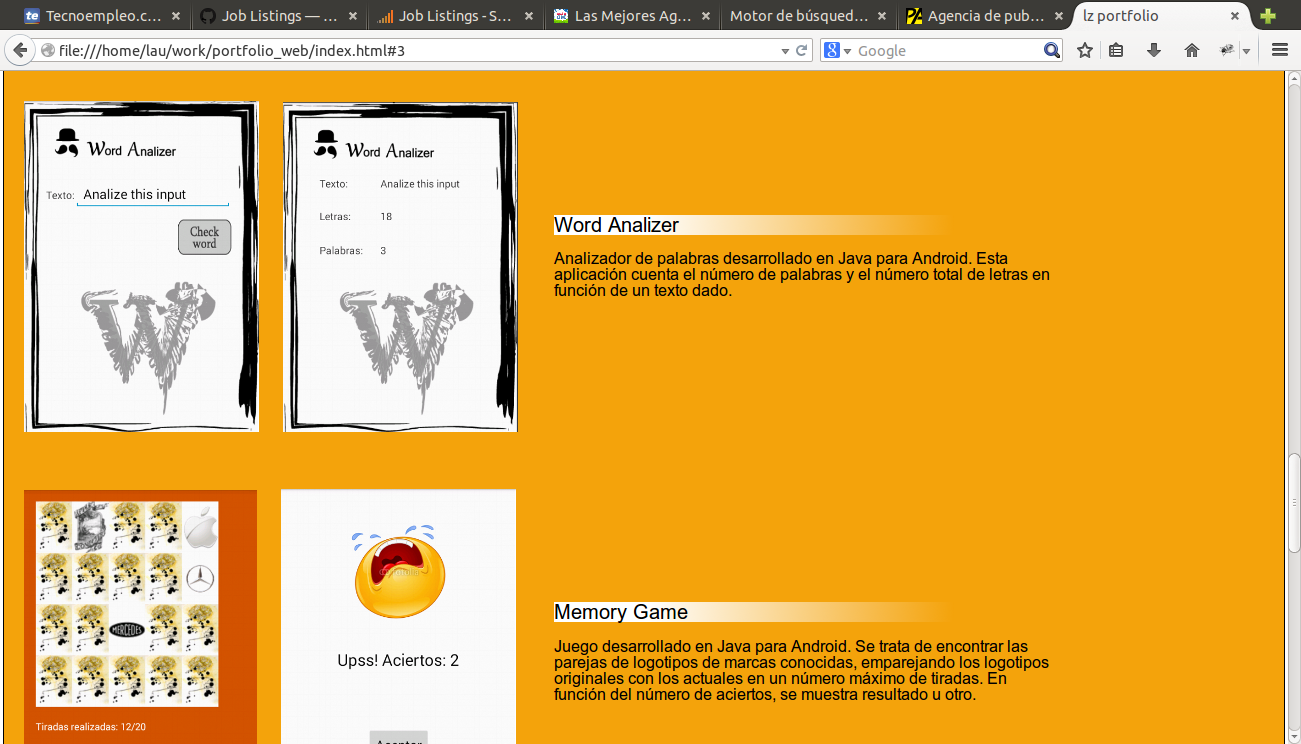 Tecnoempleo.c...
Job Listings — ...
Job Listings - S...
Las Mejores Ag...
Motor de búsqued...
Agencia de pub...
lz portfolio
file:///home/lau/work/portfolio_web/index.html#3
Google
Word Analizer
Texto: Analize this input
Check
word
W
Word Analizer
Texto: Analize this input
Letras: 18
Palabras: 3
W
Word Analizer
Analizador de palabras desarrollado en Java para Android. Esta
aplicación cuenta el número de palabras y el número total de letras en
función de un texto dado.
MERCEDES
Tiradas realizadas: 12/20
Upss! Aciertos: 2
Aceptar
Memory Game
Juego desarrollado en Java para Android. Se trata de encontrar las
parejas de logotipos de marcas conocidas, emparejando los logotipos
originales con los actuales en un número máximo de tiradas. En
función del número de aciertos, se muestra resultado u otro.